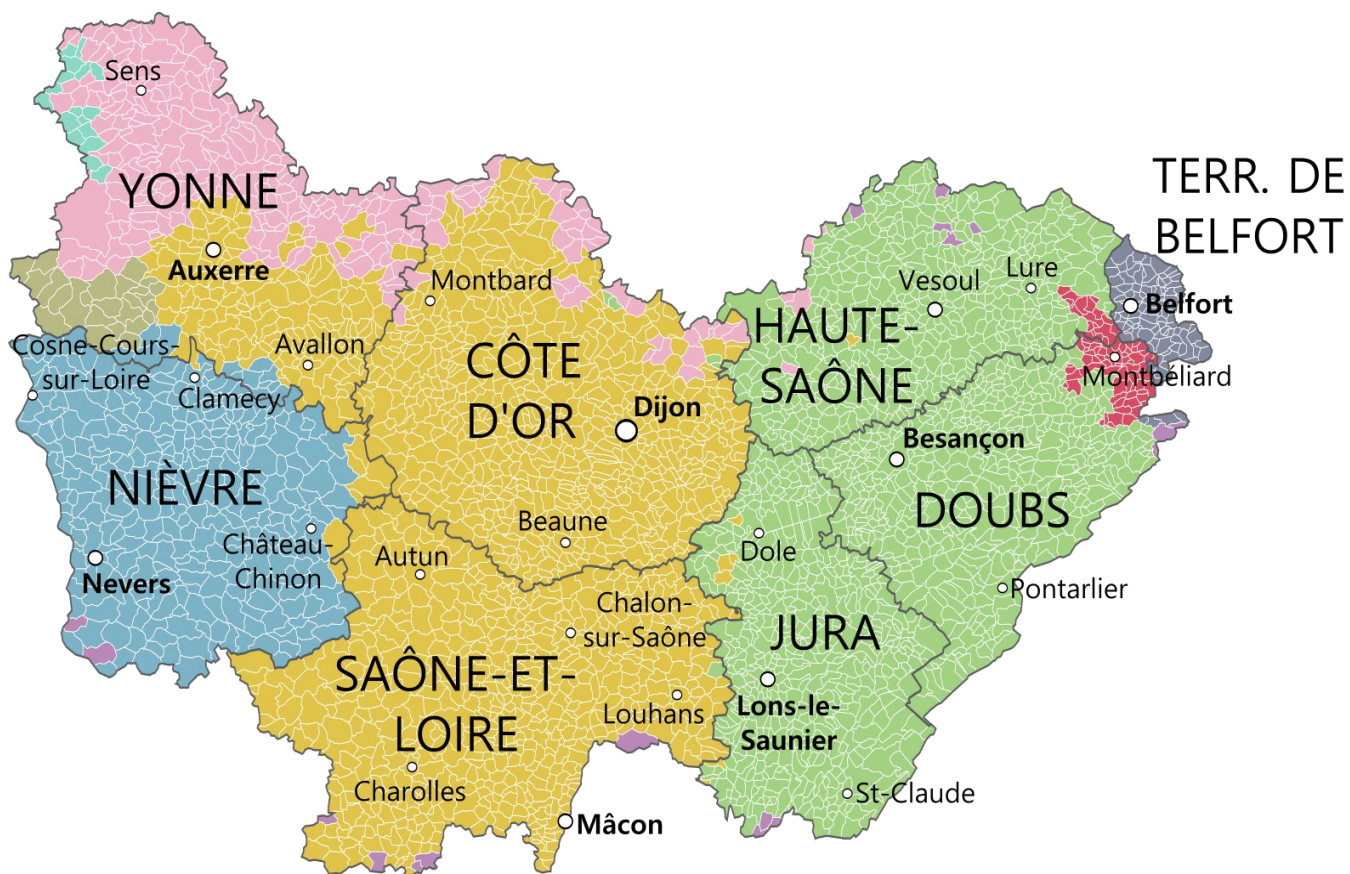 Sens
YONNE
Auxerre
Avallon
Cosne-Cours-
sur-Loire
Clamecy
NIÈVRE
Château-
Chinon
Nevers
Montbard
CÔTE
D'OR
Dijon
Beaune
Autun
Chalon-
sur-Saône
SAÔNE-ET-
LOIRE
Louhans
Charolles
Mâcon
TERR. DE
BELFORT
Belfort
Vesoul
Lure
HAUTE-
SAÔNE
Montbéliard
Besançon
DOUBS
Pontarlier
Dole
JURA
Lons-le-
Saunier
St-Claude